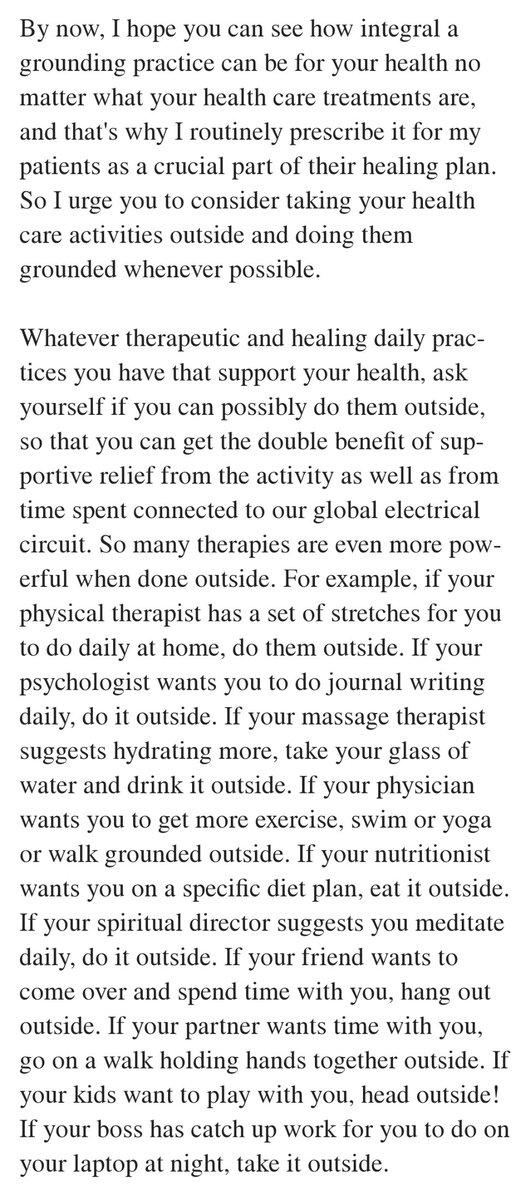 By now, I hope you can see how integral a
grounding practice can be for your health no
matter what your health care treatments are,
and that's why I routinely prescribe it for my
patients as a crucial part of their healing plan.
So I urge you to consider taking your health
care activities outside and doing them
grounded whenever possible.
Whatever therapeutic and healing daily prac-
tices you have that support your health, ask
yourself if you can possibly do them outside,
so that you can get the double benefit of sup-
portive relief from the activity as well as from
time spent connected to our global electrical
circuit. So many therapies are even more pow-
erful when done outside. For example, if your
physical therapist has a set of stretches for you
to do daily at home, do them outside. If your
psychologist wants you to do journal writing
daily, do it outside. If your massage therapist
suggests hydrating more, take your glass of
water and drink it outside. If your physician
wants you to get more exercise, swim or yoga
or walk grounded outside. If your nutritionist
wants you on a specific diet plan, eat it outside.
If your spiritual director suggests you meditate
daily, do it outside. If your friend wants to
come over and spend time with you, hang out
outside. If your partner wants time with you,
go on a walk holding hands together outside. If
your kids want to play with you, head outside!
If your boss has catch up work for you to do on
your laptop at night, take it outside.